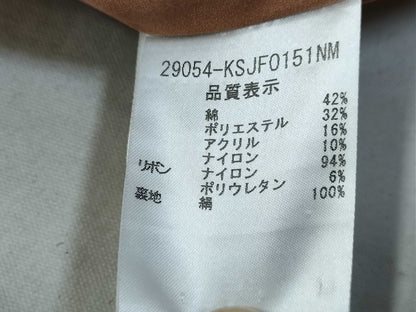 29054-KSJF0151NM
品質表示
綿 42%
ポリエステル 32%
アクリル 16%
ナイロン 10%
リボン ナイロン 94%
ポリウレタン 6%
裏地 絹 100%